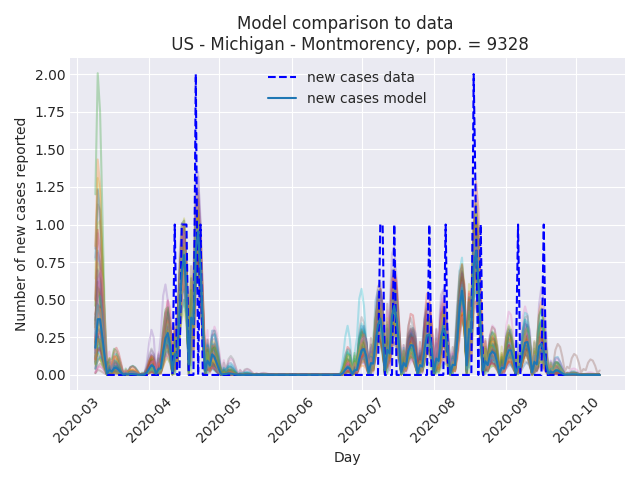 Model comparison to data
US - Michigan - Montmorency, pop. = 9328
new cases data
new cases model
Number of new cases reported
2.00
1.75
1.50
1.25
1.00
0.75
0.50
0.25
0.00
2020-03
2020-04
2020-05
2020-06
2020-07
2020-08
2020-09
2020-10
Day